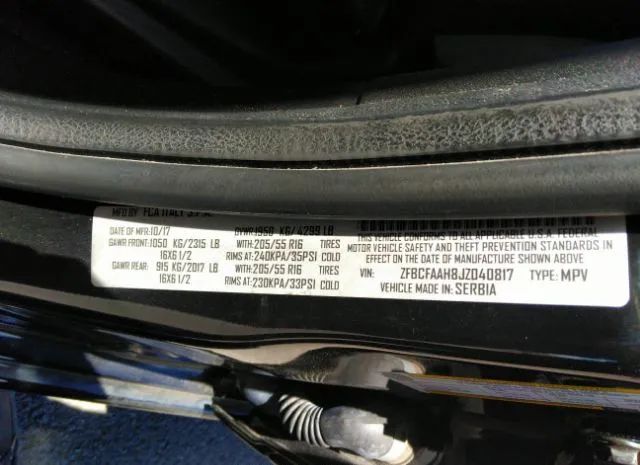 MFD BY FCA ITALY S.P.A.
DATE OF MFR: 10/17 GVWR: 1950 KG/4299 LB
GAWR FRONT: 1050 KG/2315 LB WITH: 205/55 R16 TIRES
16X6 1/2 RIMS AT: 240KPA/35PSI COLD
GAWR REAR: 915 KG/2017 LB WITH: 205/55 R16 TIRES
16X6 1/2 RIMS AT: 230KPA/33PSI COLD
THIS VEHICLE CONFORMS TO ALL APPLICABLE U.S.A. FEDERAL
MOTOR VEHICLE SAFETY AND THEFT PREVENTION STANDARDS IN
EFFECT ON THE DATE OF MANUFACTURE SHOWN ABOVE
VIN: ZFBCFAAH8JZ040817 TYPE: MPV
VEHICLE MADE IN: SERBIA